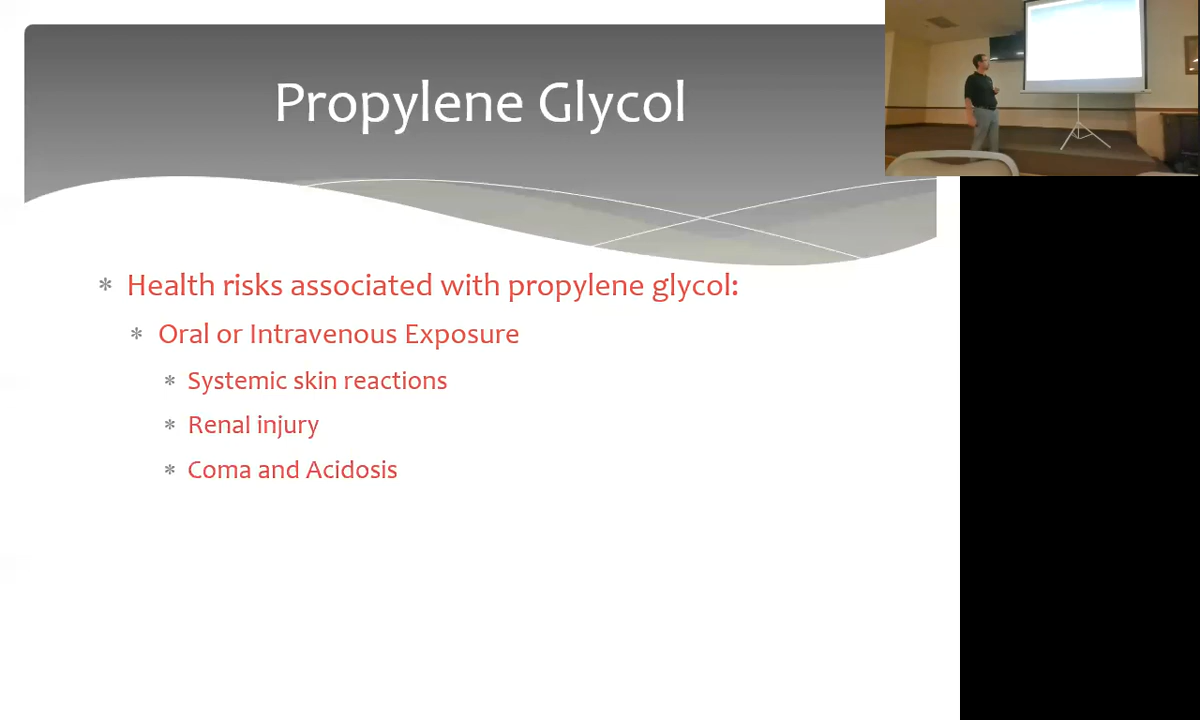 Propylene Glycol
* Health risks associated with propylene glycol:
* Oral or Intravenous Exposure
* Systemic skin reactions
* Renal injury
* Coma and Acidosis